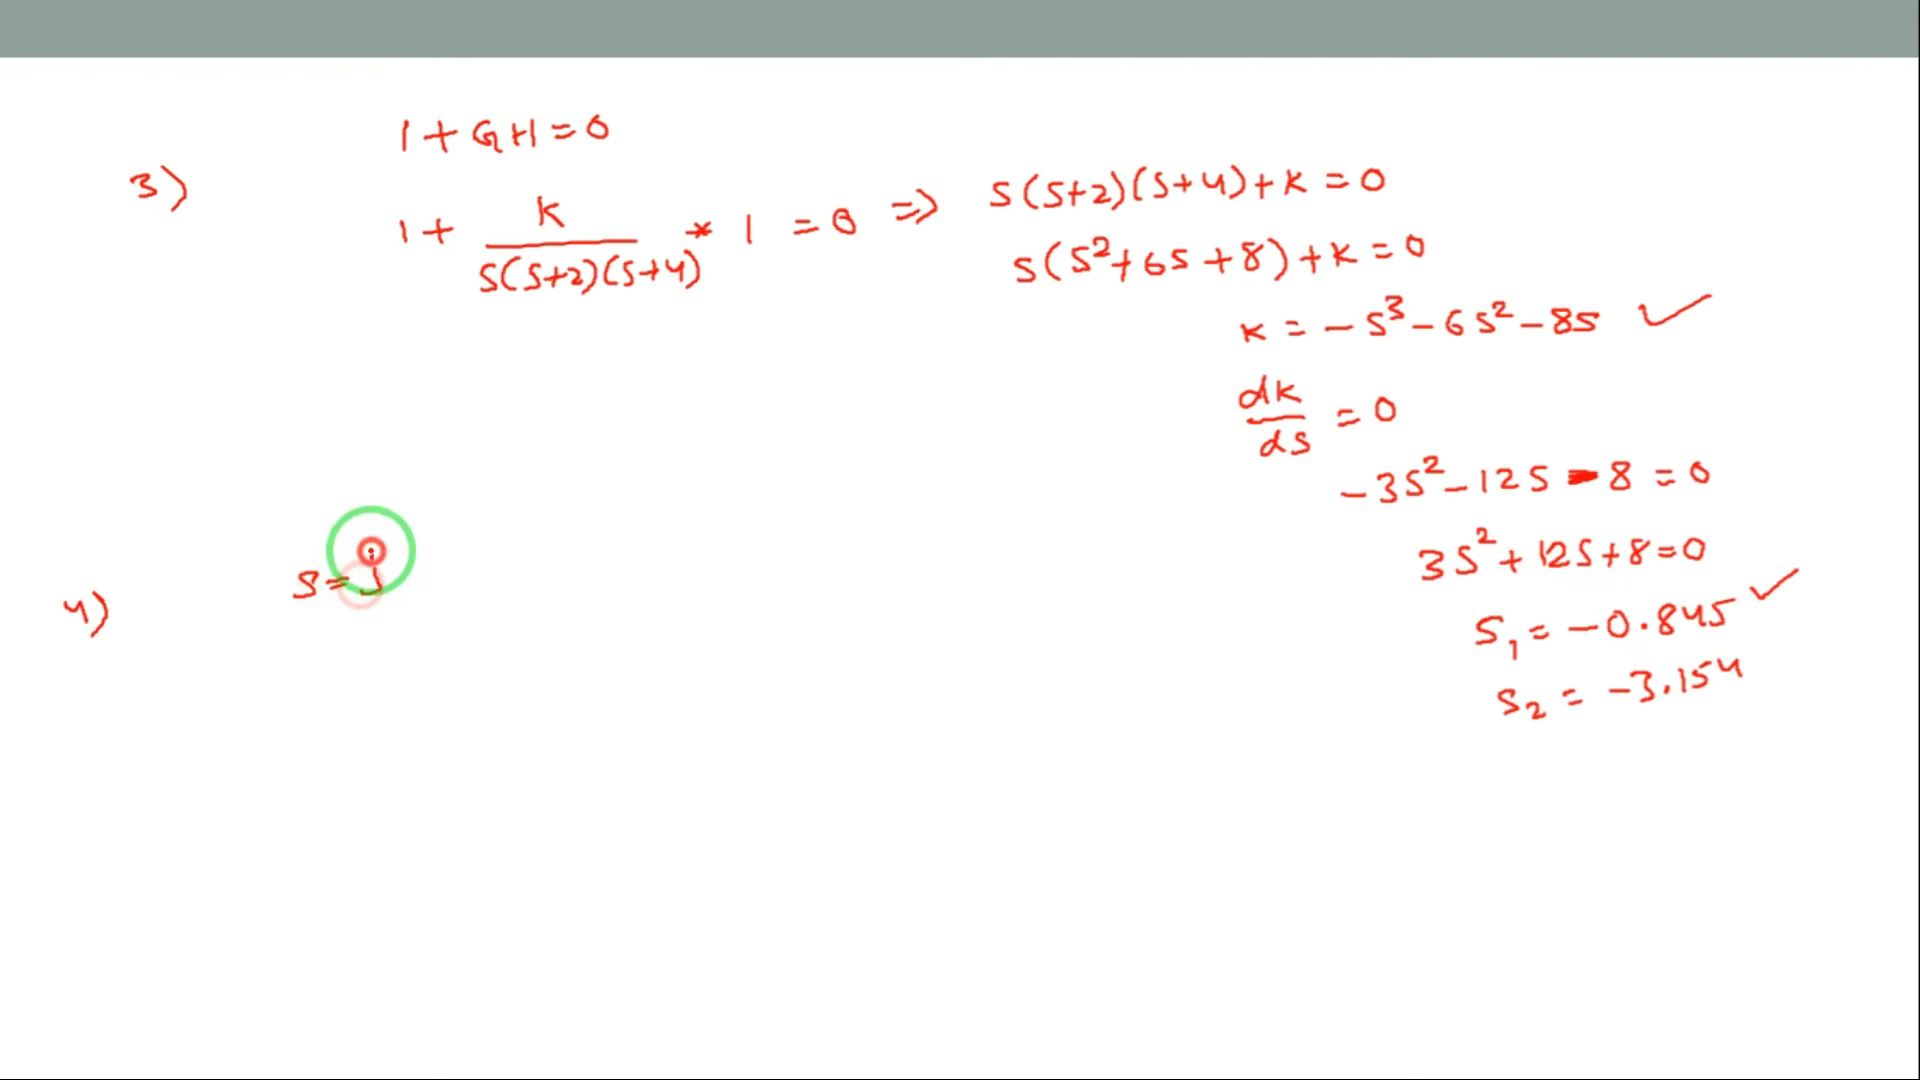 1 + GH = 0
3)
1 + K / S(S+2)(S+4) * 1 = 0 ⇒ S(S+2)(S+4) + K = 0
S(S² + 6S + 8) + K = 0
K = - S³ - 6S² - 8S ✓
dK/dS = 0
- 3S² - 12S - 8 = 0
3S² + 12S + 8 = 0
S₁ = - 0.845 ✓
S₂ = - 3.154
4) S = j